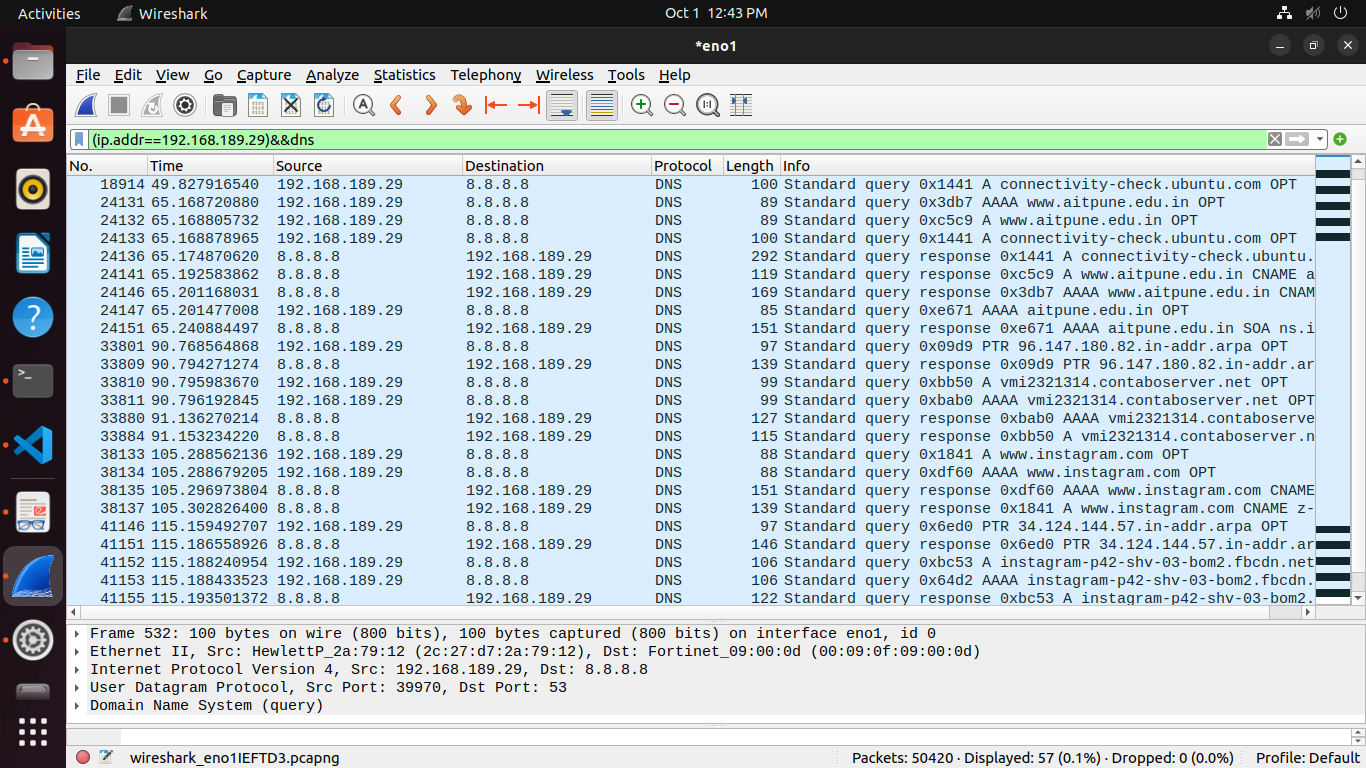 Activities Wireshark Oct 1 12:43 PM
*eno1
File Edit View Go Capture Analyze Statistics Telephony Wireless Tools Help
(ip.addr==192.168.189.29)&&dns
No. Time Source Destination Protocol Length Info
18914 49.827916540 192.168.189.29 8.8.8.8 DNS 100 Standard query 0x1441 A connectivity-check.ubuntu.com OPT
24131 65.168720880 192.168.189.29 8.8.8.8 DNS 89 Standard query 0x3db7 AAAA www.aitpune.edu.in OPT
24132 65.168805732 192.168.189.29 8.8.8.8 DNS 89 Standard query 0xc5c9 A www.aitpune.edu.in OPT
24133 65.168878965 192.168.189.29 8.8.8.8 DNS 100 Standard query 0x1441 A connectivity-check.ubuntu.com OPT
24136 65.174870620 8.8.8.8 192.168.189.29 DNS 292 Standard query response 0x1441 A connectivity-check.ubuntu.
24141 65.192583862 8.8.8.8 192.168.189.29 DNS 119 Standard query response 0xc5c9 A www.aitpune.edu.in CNAME a
24146 65.201168031 8.8.8.8 192.168.189.29 DNS 169 Standard query response 0x3db7 AAAA www.aitpune.edu.in CNAM
24147 65.201477008 192.168.189.29 8.8.8.8 DNS 85 Standard query 0xe671 AAAA aitpune.edu.in OPT
24151 65.240884497 8.8.8.8 192.168.189.29 DNS 151 Standard query response 0xe671 AAAA aitpune.edu.in SOA ns.i
33801 90.768564868 192.168.189.29 8.8.8.8 DNS 97 Standard query 0x09d9 PTR 96.147.180.82.in-addr.arpa OPT
33809 90.794271274 8.8.8.8 192.168.189.29 DNS 139 Standard query response 0x09d9 PTR 96.147.180.82.in-addr.ar
33810 90.795983670 192.168.189.29 8.8.8.8 DNS 99 Standard query 0xbb50 A vmi2321314.contaboserver.net OPT
33811 90.796192845 192.168.189.29 8.8.8.8 DNS 99 Standard query 0xbab0 AAAA vmi2321314.contaboserver.net OPT
33880 91.136270214 8.8.8.8 192.168.189.29 DNS 127 Standard query response 0xbab0 AAAA vmi2321314.contaboserve
33884 91.153234220 8.8.8.8 192.168.189.29 DNS 115 Standard query response 0xbb50 A vmi2321314.contaboserver.n
38133 105.288562136 192.168.189.29 8.8.8.8 DNS 88 Standard query 0x1841 A www.instagram.com OPT
38134 105.288679205 192.168.189.29 8.8.8.8 DNS 88 Standard query 0xdf60 AAAA www.instagram.com OPT
38135 105.296973804 8.8.8.8 192.168.189.29 DNS 151 Standard query response 0xdf60 AAAA www.instagram.com CNAME
38137 105.302826400 8.8.8.8 192.168.189.29 DNS 139 Standard query response 0x1841 A www.instagram.com CNAME z-
41146 115.159492707 192.168.189.29 8.8.8.8 DNS 97 Standard query 0x6ed0 PTR 34.124.144.57.in-addr.arpa OPT
41151 115.186558926 8.8.8.8 192.168.189.29 DNS 146 Standard query response 0x6ed0 PTR 34.124.144.57.in-addr.ar
41152 115.188240954 192.168.189.29 8.8.8.8 DNS 106 Standard query 0xbc53 A instagram-p42-shv-03-bom2.fbcdn.net
41153 115.188433523 192.168.189.29 8.8.8.8 DNS 106 Standard query 0x64d2 AAAA instagram-p42-shv-03-bom2.fbcdn.
41155 115.193501372 8.8.8.8 192.168.189.29 DNS 122 Standard query response 0xbc53 A instagram-p42-shv-03-bom2.
Frame 532: 100 bytes on wire (800 bits), 100 bytes captured (800 bits) on interface eno1, id 0
Ethernet II, Src: HewlettP_2a:79:12 (2c:27:d7:2a:79:12), Dst: Fortinet_09:00:0d (00:09:0f:09:00:0d)
Internet Protocol Version 4, Src: 192.168.189.29, Dst: 8.8.8.8
User Datagram Protocol, Src Port: 39970, Dst Port: 53
Domain Name System (query)
wireshark_eno1IEFTD3.pcapng Packets: 50420 · Displayed: 57 (0.1%) · Dropped: 0 (0.0%) Profile: Default